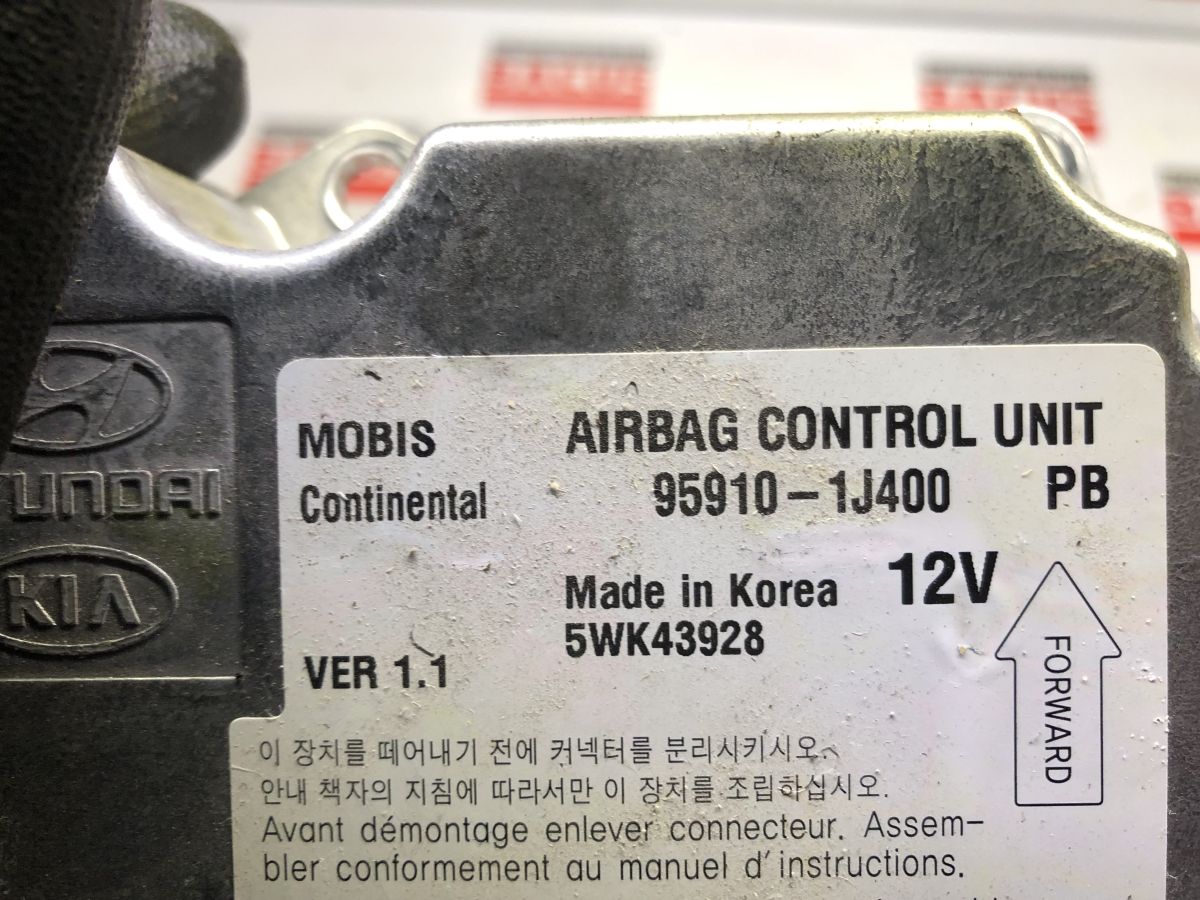 HYUNDAI
KIA
MOBIS AIRBAG CONTROL UNIT
Continental 95910-1J400 PB
Made in Korea 12V
5WK43928
VER 1.1
FORWARD
이 장치를 떼어내기 전에 커넥터를 분리시키시오.
안내 책자의 지침에 따라서만 이 장치를 조립하십시오.
Avant démontage enlever connecteur. Assem-
bler conformement au manuel d'instructions.